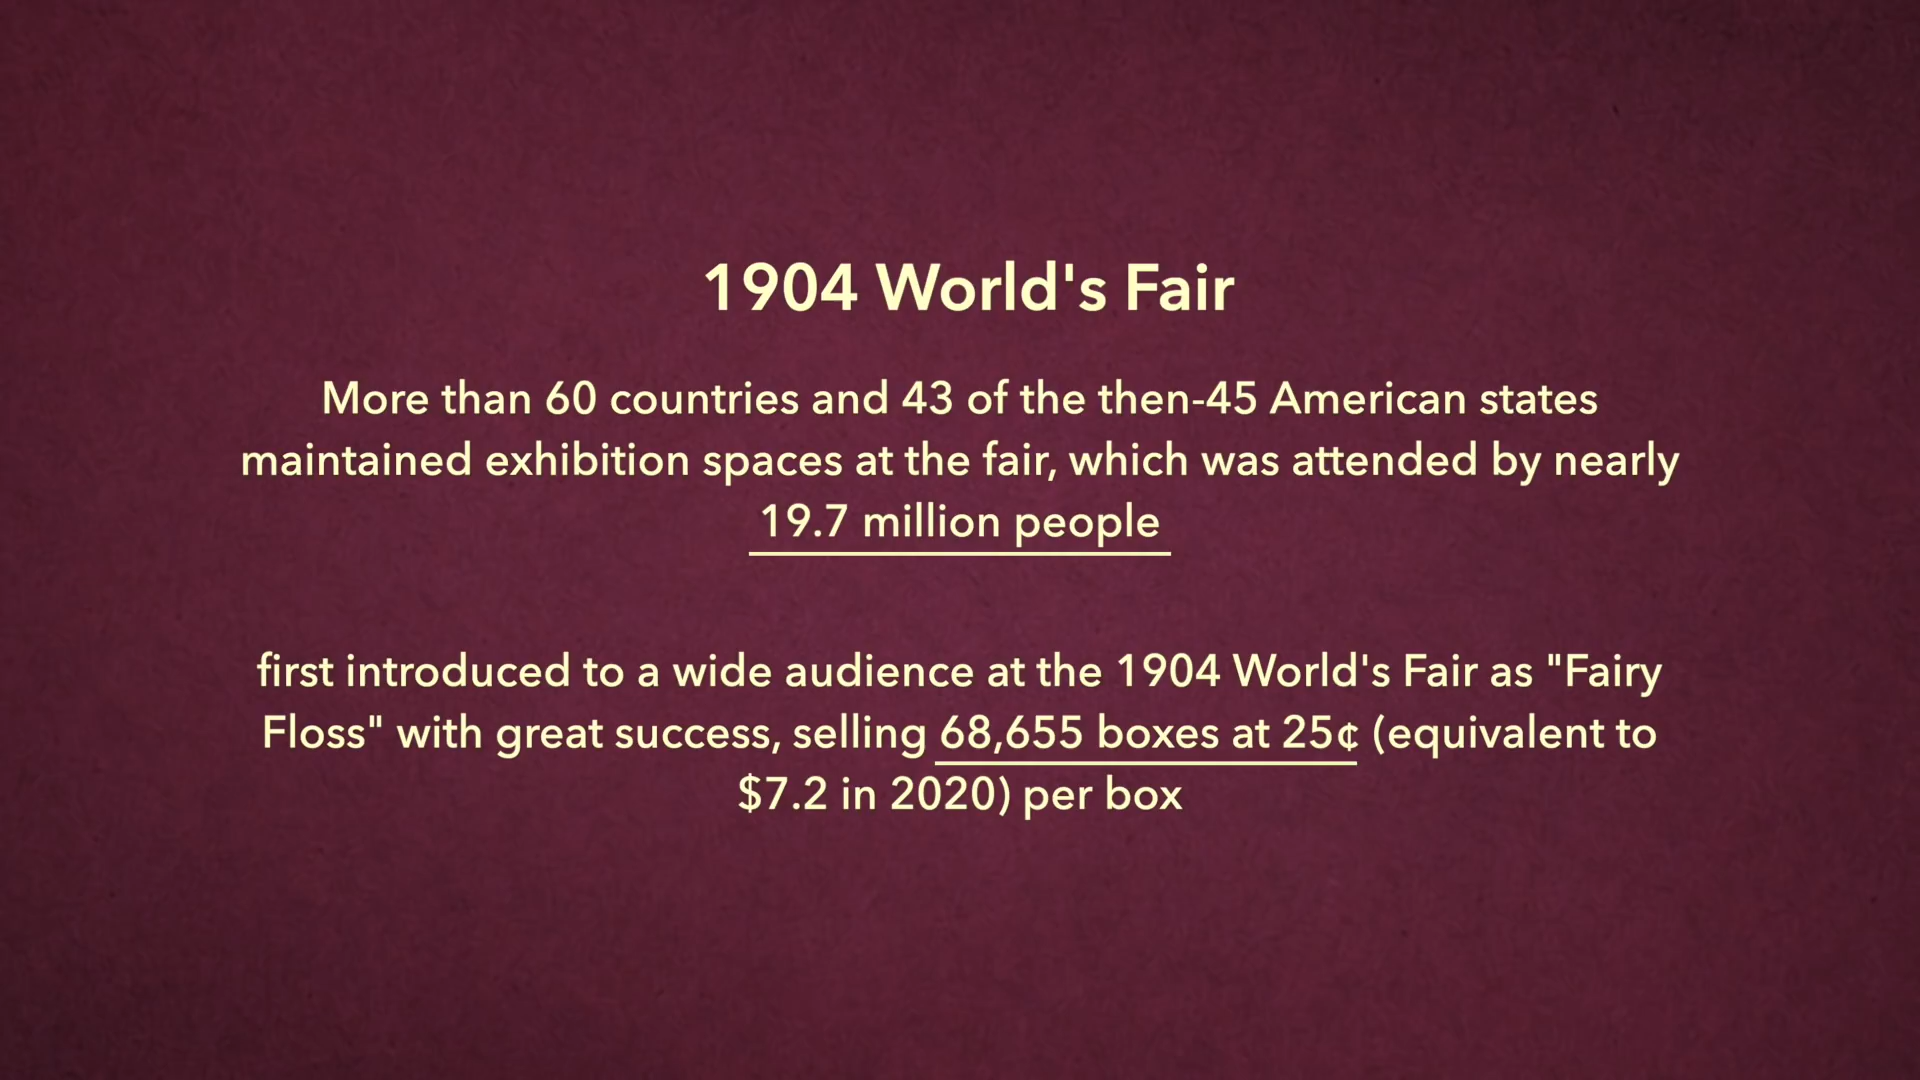 1904 World's Fair
More than 60 countries and 43 of the then-45 American states
maintained exhibition spaces at the fair, which was attended by nearly
19.7 million people
first introduced to a wide audience at the 1904 World's Fair as "Fairy
Floss" with great success, selling 68,655 boxes at 25¢ (equivalent to
$7.2 in 2020) per box